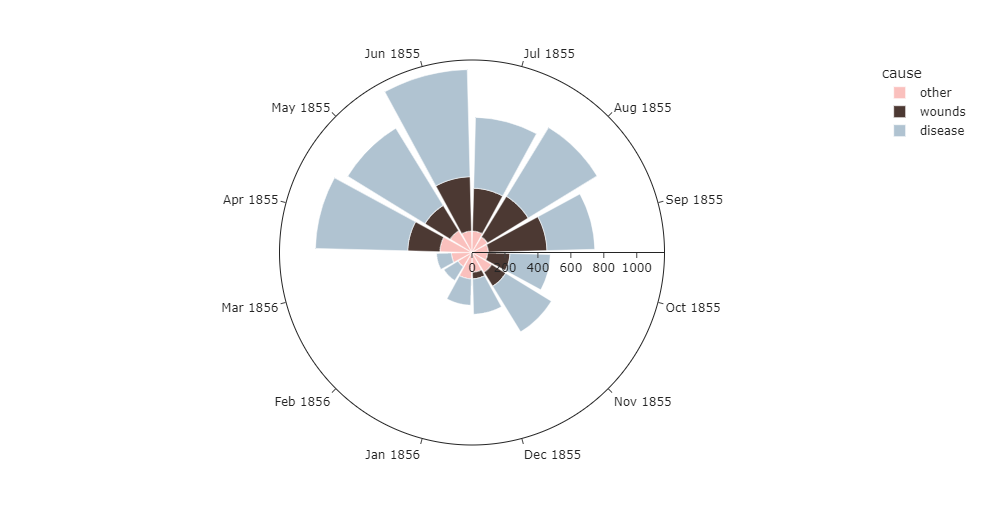 Jun 1855
Jul 1855
May 1855
Aug 1855
Apr 1855
Sep 1855
0 200 400 600 800 1000
Mar 1856
Oct 1855
Feb 1856
Nov 1855
Jan 1856
Dec 1855
cause
other
wounds
disease